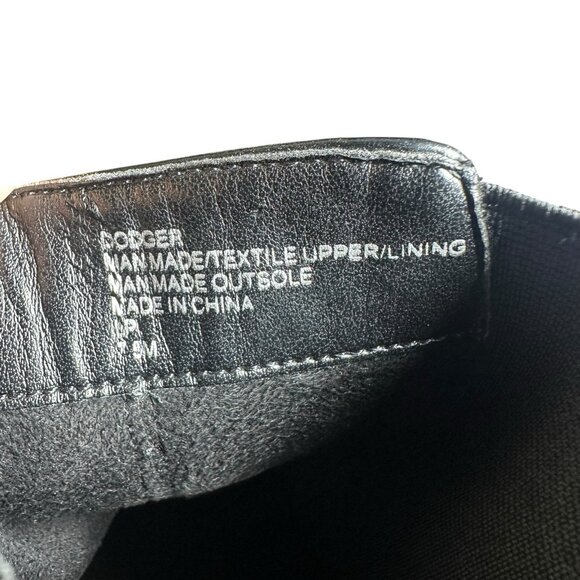 DODGER
MAN MADE/TEXTILE UPPER/LINING
MAN MADE OUTSOLE
MADE IN CHINA